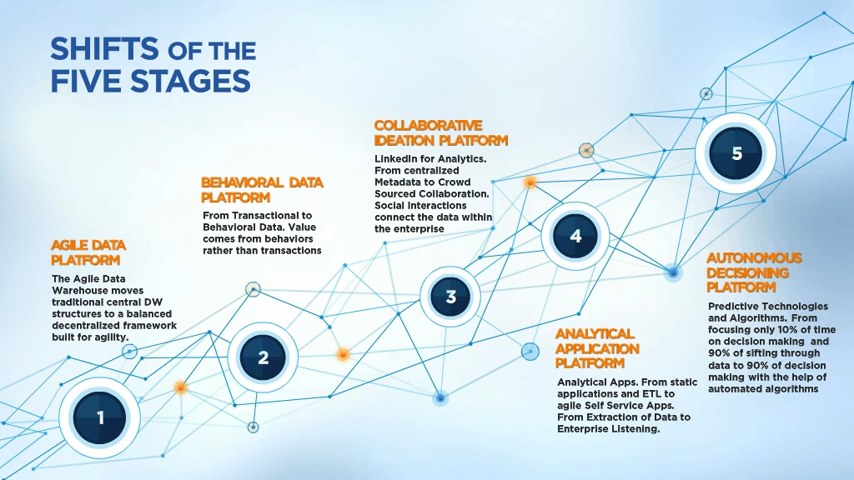 SHIFTS OF THE
FIVE STAGES
AGILE DATA
PLATFORM
The Agile Data
Warehouse moves
traditional central DW
structures to a balanced
decentralized framework
built for agility.
1
BEHAVIORAL DATA
PLATFORM
From Transactional to
Behavioral Data. Value
comes from behaviors
rather than transactions
2
COLLABORATIVE
IDEATION PLATFORM
LinkedIn for Analytics.
From centralized
Metadata to Crowd
Sourced Collaboration.
Social Interactions
connect the data within
the enterprise
3
ANALYTICAL
APPLICATION
PLATFORM
Analytical Apps. From static
applications and ETL to
agile Self Service Apps.
From Extraction of Data to
Enterprise Listening.
4
AUTONOMOUS
DECISIONING
PLATFORM
Predictive Technologies
and Algorithms. From
focusing only 10% of time
on decision making and
90% of sifting through
data to 90% of decision
making with the help of
automated algorithms
5